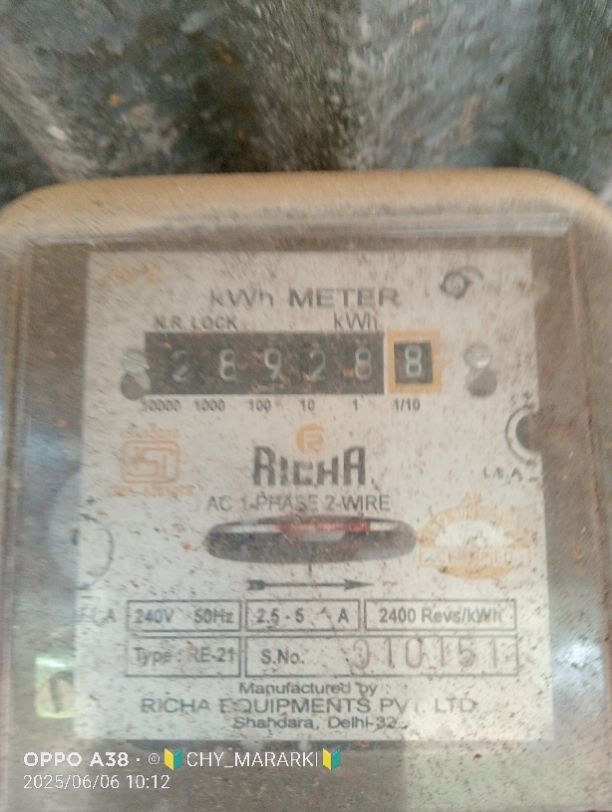 kWh METER
N.R. LOCK kWh
2 8 9 2 8 8
10000 1000 100 10 1 1/10
RICHA
AC 1-PHASE 2-WIRE
240V 50Hz 2.5 - 5 A 2400 Revs/kWh
Type : RE-21 S.No. 010151
Manufactured by
RICHA EQUIPMENTS PVT. LTD.
Shahdara, Delhi-32
OPPO A38 · © 🔰CHY_MARARKI🔰
2025/06/06 10:12